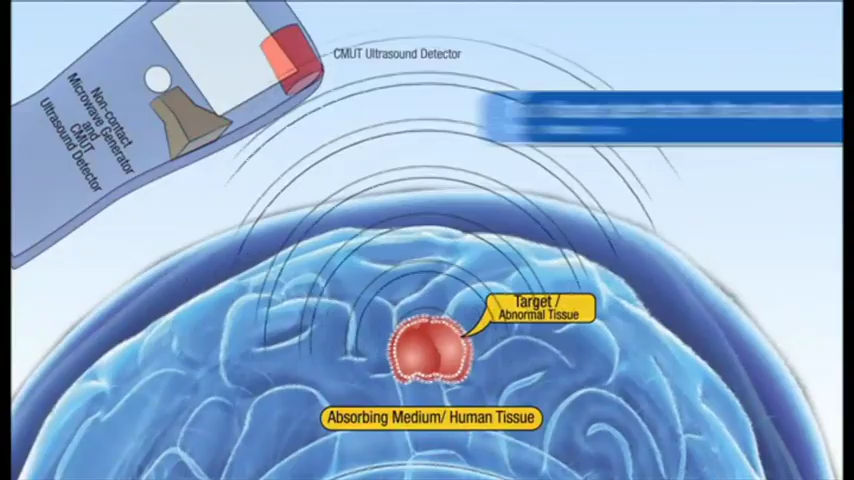 CMUT Ultrasound Detector
Non-contact
Microwave Generator
and
CMUT
Ultrasound Detector
Target /
Abnormal Tissue
Absorbing Medium/ Human Tissue